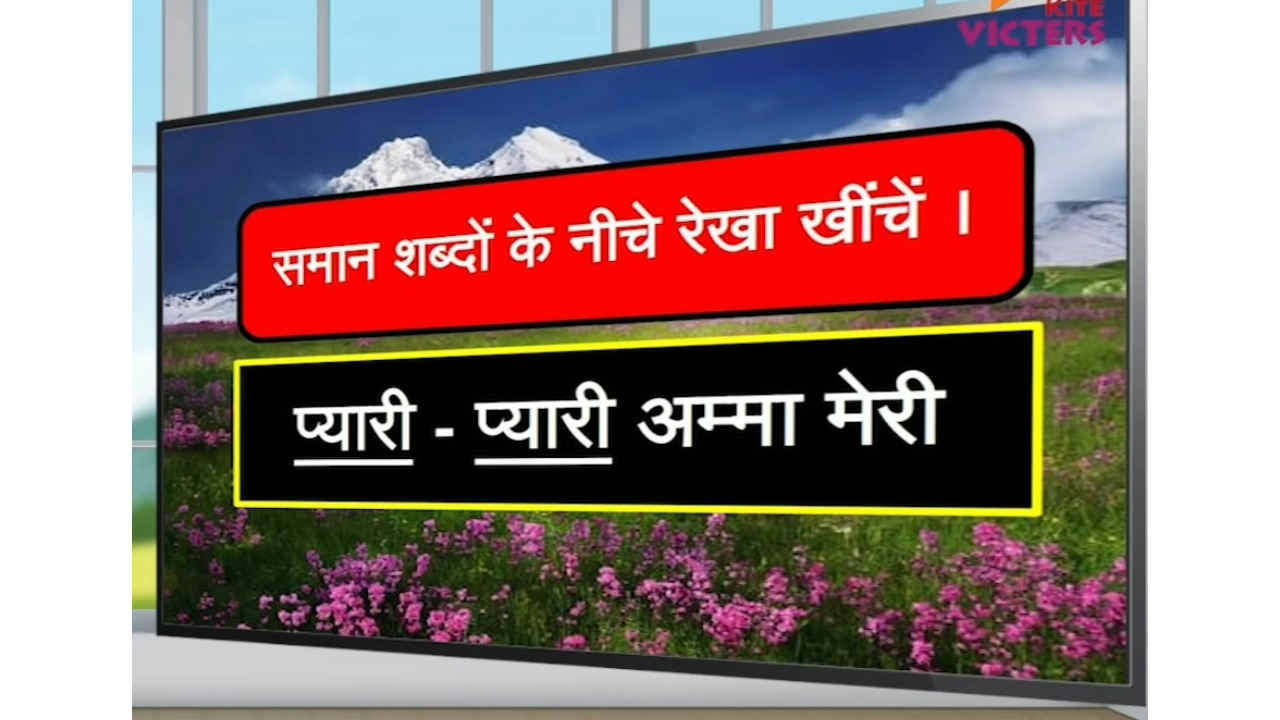 KITE
VICTERS
समान शब्दों के नीचे रेखा खींचें ।
प्यारी - प्यारी अम्मा मेरी